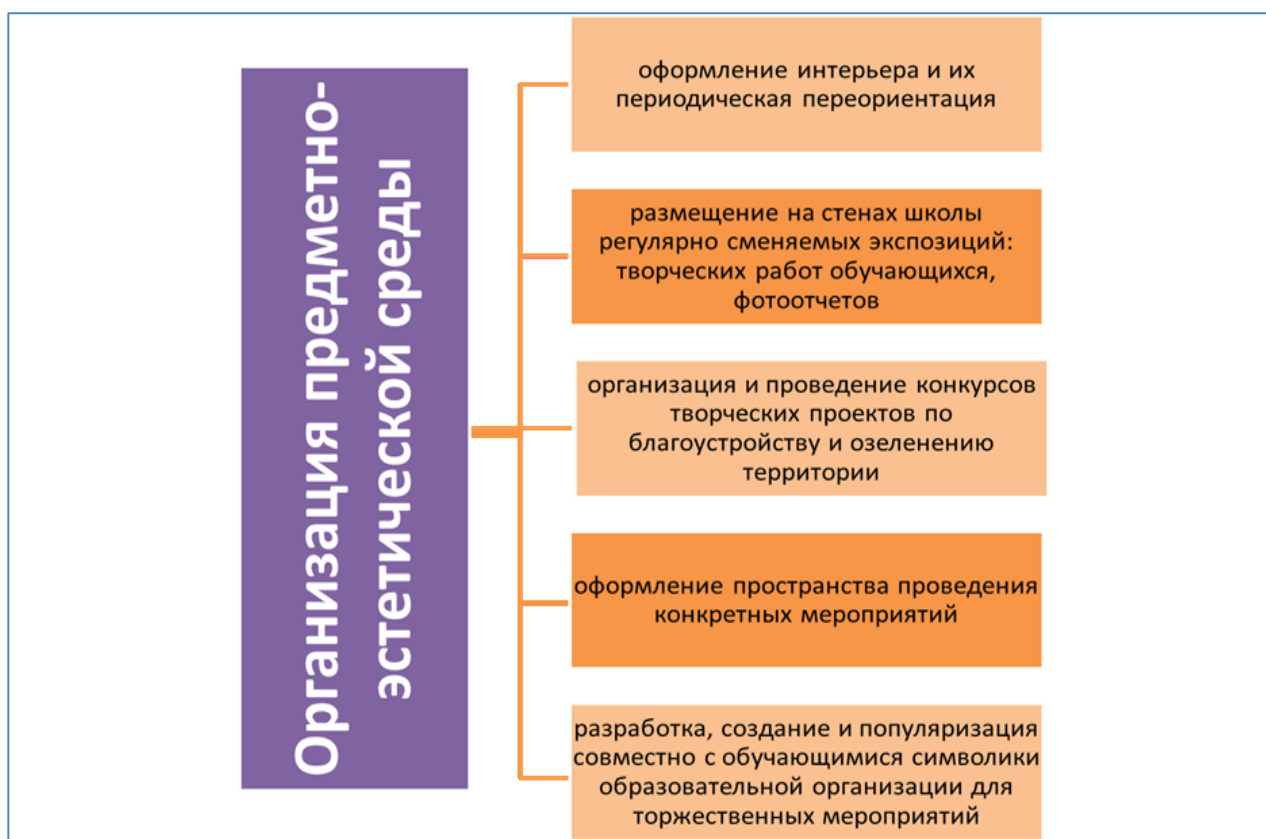 Организация предметно-
эстетической среды
оформление интерьера и их
периодическая переориентация
размещение на стенах школы
регулярно сменяемых экспозиций:
творческих работ обучающихся,
фотоотчетов
организация и проведение конкурсов
творческих проектов по
благоустройству и озеленению
территории
оформление пространства проведения
конкретных мероприятий
разработка, создание и популяризация
совместно с обучающимися символики
образовательной организации для
торжественных мероприятий